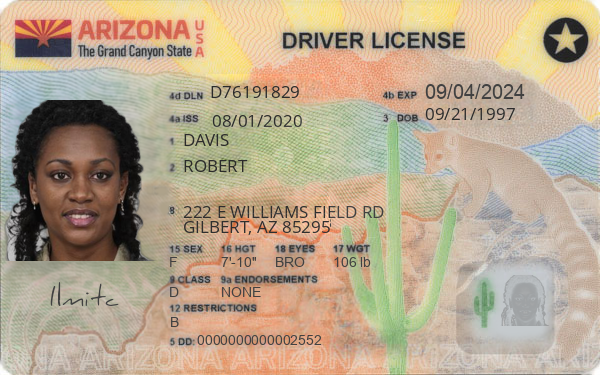 ARIZONA USA
The Grand Canyon State
DRIVER LICENSE
4d DLN D76191829 4b EXP 09/04/2024
4a ISS 08/01/2020 3 DOB 09/21/1997
1 DAVIS
2 ROBERT
8 222 E WILLIAMS FIELD RD
GILBERT, AZ 85295
15 SEX 16 HGT 18 EYES 17 WGT
F 7'-10" BRO 106 lb
9 CLASS 9a ENDORSEMENTS
D NONE
12 RESTRICTIONS
B
5 DD: 0000000000002552
ARIZONA ARIZONA ARIZONA ARIZONA